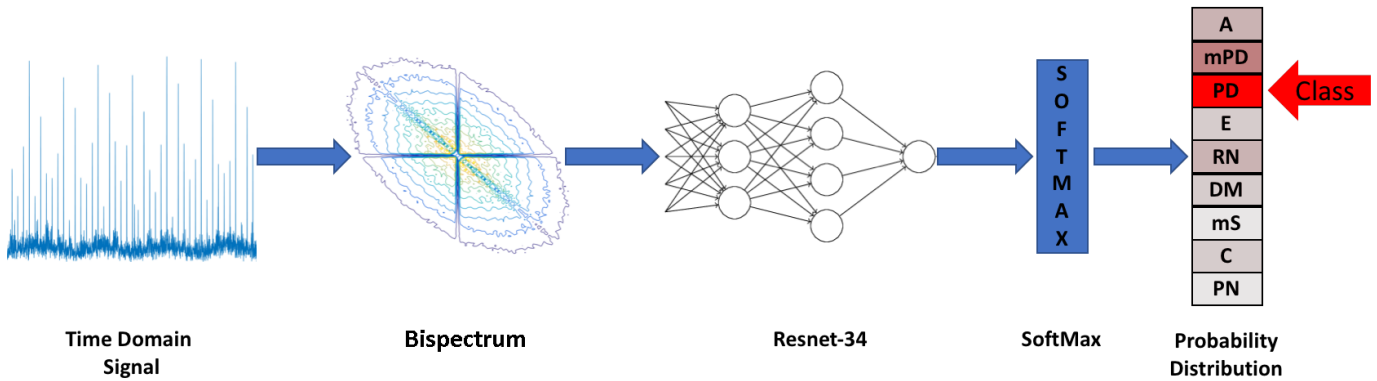 A
mPD
PD
E
RN
DM
mS
C
PN
Class
S
O
F
T
M
A
X
Time Domain
Signal
Bispectrum
Resnet-34
SoftMax
Probability
Distribution